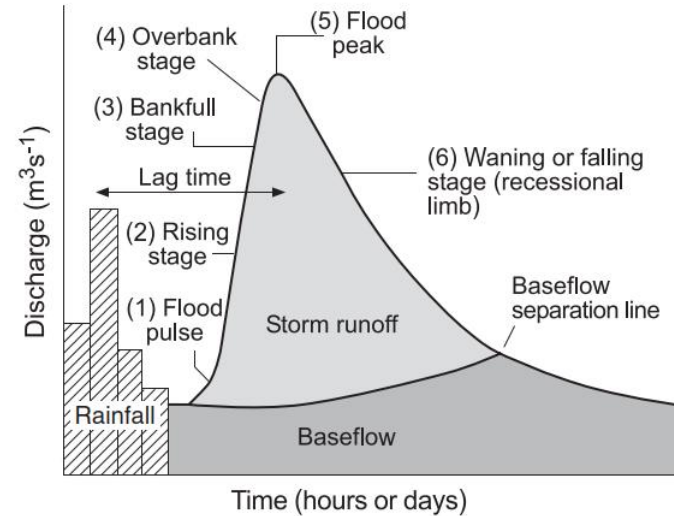 (5) Flood
peak
(4) Overbank
stage
(3) Bankfull
stage
Lag time
(6) Waning or falling
stage (recessional
limb)
(2) Rising
stage
(1) Flood
pulse
Storm runoff
Baseflow
separation line
Rainfall
Baseflow
Discharge (m³s⁻¹)
Time (hours or days)